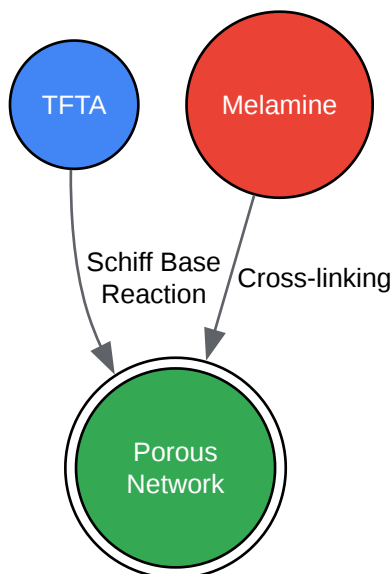 TFTA
Melamine
Schiff Base
Reaction
Cross-linking
Porous
Network